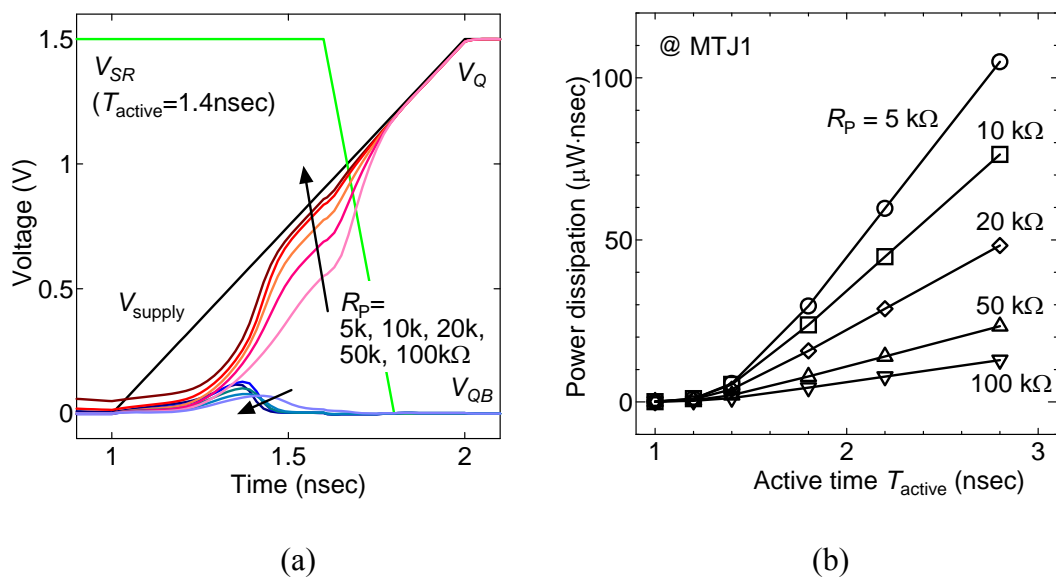 1.5
V_SR
(T_active=1.4nsec)
V_Q
1
Voltage (V)
0.5
V_supply
R_P=
5k, 10k, 20k,
50k, 100kΩ
V_QB
0
1
1.5
2
Time (nsec)
(a)
@ MTJ1
100
R_P = 5 kΩ
10 kΩ
20 kΩ
50
50 kΩ
100 kΩ
0
Power dissipation (μW·nsec)
1
2
3
Active time T_active (nsec)
(b)